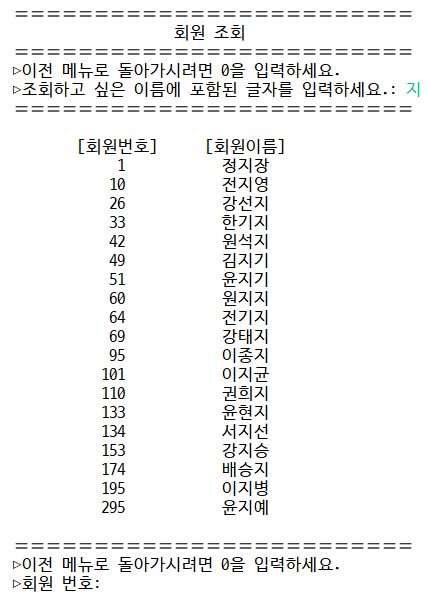 ==========================
회원 조회
==========================
▷이전 메뉴로 돌아가시려면 0을 입력하세요.
▷조회하고 싶은 이름에 포함된 글자를 입력하세요.: 지
==========================
[회원번호] [회원이름]
1 정지장
10 전지영
26 강선지
33 한기지
42 원석지
49 김지기
51 윤지기
60 원지지
64 전기지
69 강태지
95 이종지
101 이지균
110 권희지
133 윤현지
134 서지선
153 강지승
174 배승지
195 이지병
295 윤지예
==========================
▷이전 메뉴로 돌아가시려면 0을 입력하세요.
▷회원 번호: